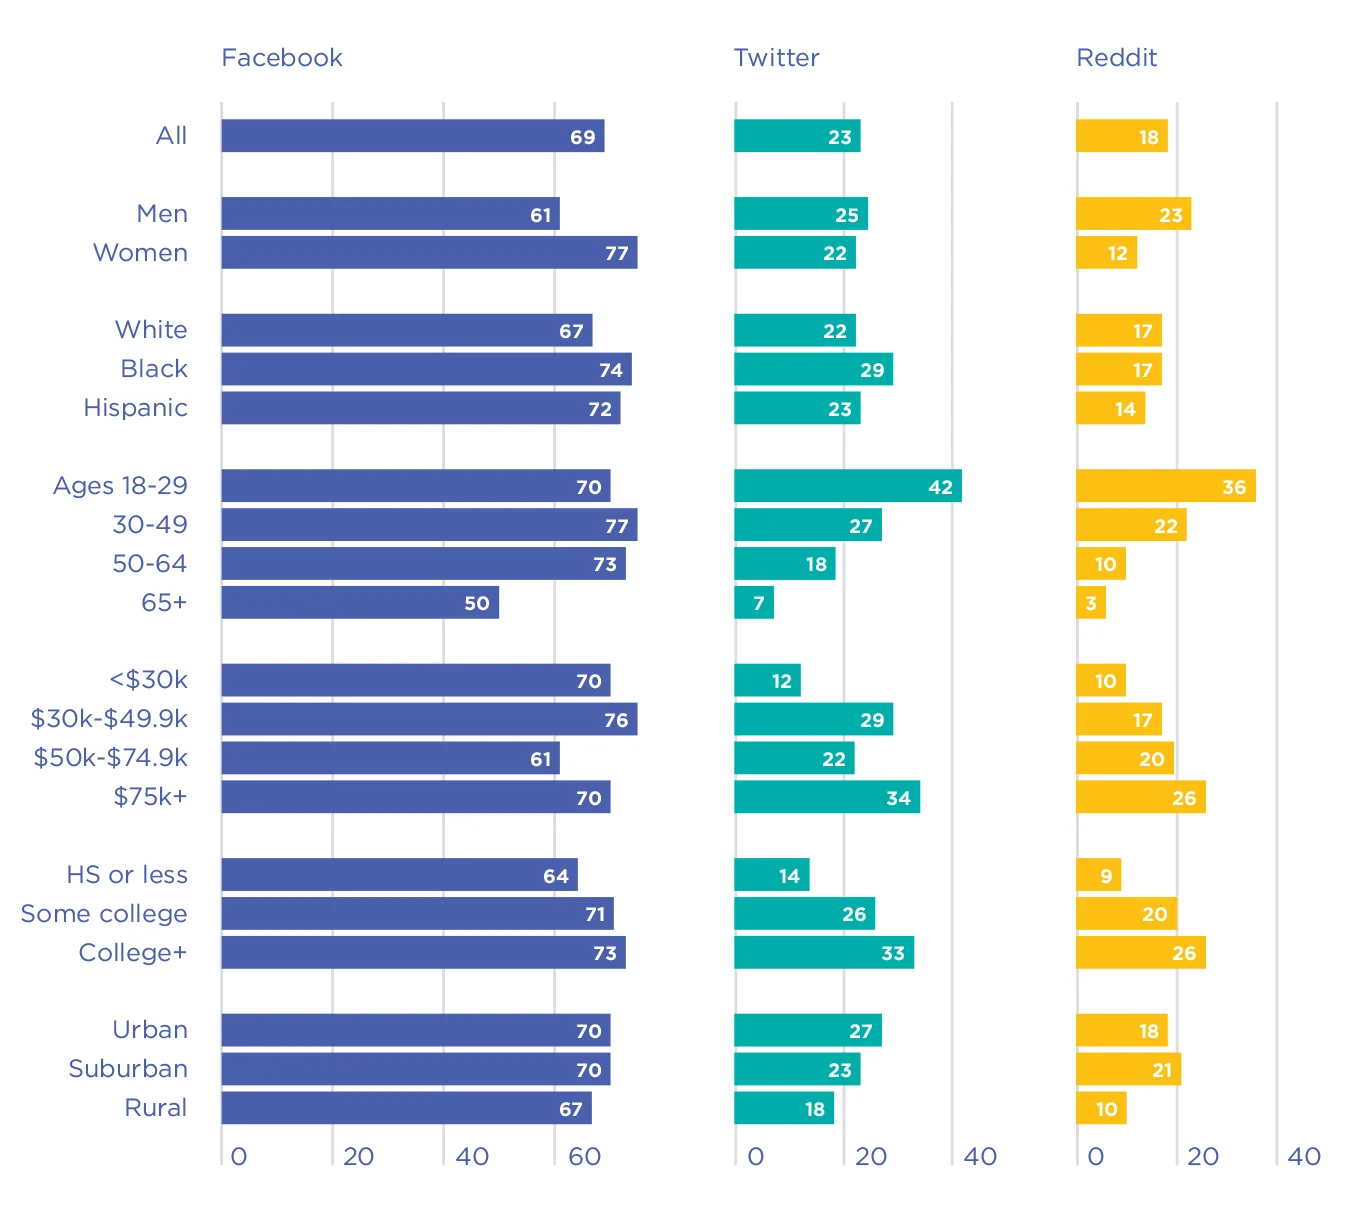 Facebook Twitter Reddit
All 69 23 18
Men 61 25 23
Women 77 22 12
White 67 22 17
Black 74 29 17
Hispanic 72 23 14
Ages 18-29 70 42 36
30-49 77 27 22
50-64 73 18 10
65+ 50 7 3
<$30k 70 12 10
$30k-$49.9k 76 29 17
$50k-$74.9k 61 22 20
$75k+ 70 34 26
HS or less 64 14 9
Some college 71 26 20
College+ 73 33 26
Urban 70 27 18
Suburban 70 23 21
Rural 67 18 10
0 20 40 60 0 20 40 0 20 40